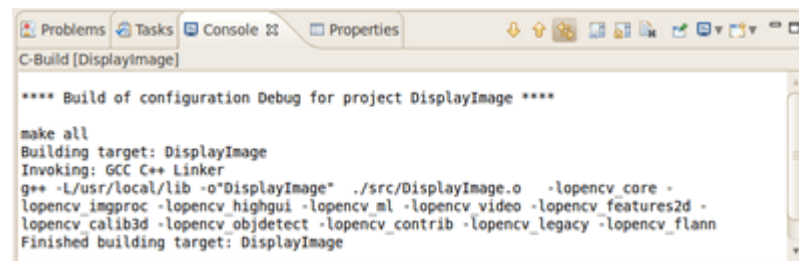 Problems Tasks Console Properties
C-Build [DisplayImage]
**** Build of configuration Debug for project DisplayImage ****
make all
Building target: DisplayImage
Invoking: GCC C++ Linker
g++ -L/usr/local/lib -o"DisplayImage" ./src/DisplayImage.o -lopencv_core -
lopencv_imgproc -lopencv_highgui -lopencv_ml -lopencv_video -lopencv_features2d -
lopencv_calib3d -lopencv_objdetect -lopencv_contrib -lopencv_legacy -lopencv_flann
Finished building target: DisplayImage